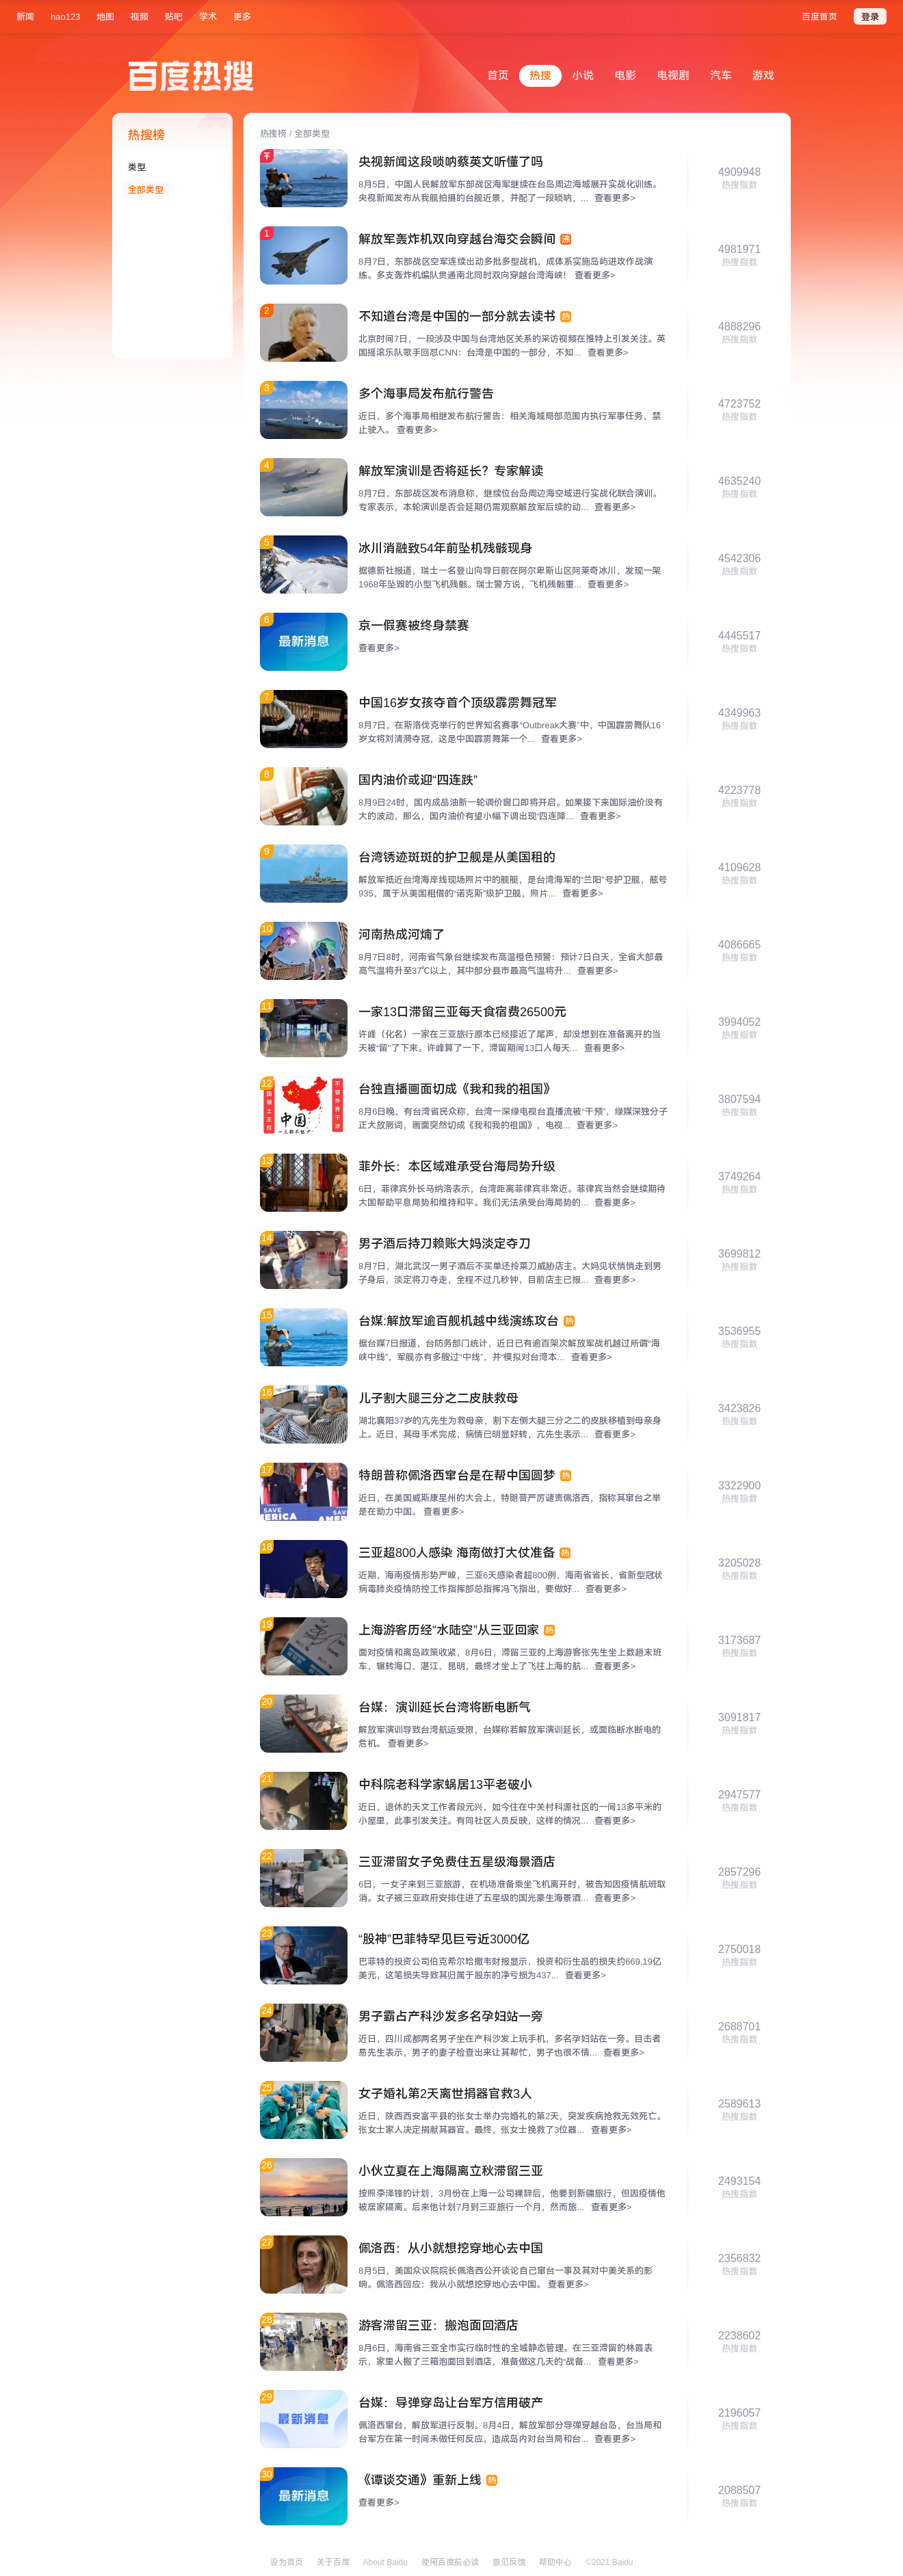 新闻 hao123 地图 视频 贴吧 学术 更多 百度首页 登录
百度热搜 首页 热搜 小说 电影 电视剧 汽车 游戏
热搜榜
类型
全部类型
热搜榜 / 全部类型
央视新闻这段唢呐蔡英文听懂了吗
8月5日，中国人民解放军东部战区海军继续在台岛周边海域展开实战化训练。
央视新闻发布从我舰拍摄的台舰近景，并配了一段唢呐，... 查看更多>
4909948
热搜指数
1
解放军轰炸机双向穿越台海交会瞬间 沸
8月7日，东部战区空军连续出动多批多型战机，成体系实施岛屿进攻作战演
练。多支轰炸机编队贯通南北同时双向穿越台湾海峡！ 查看更多>
4981971
热搜指数
2
不知道台湾是中国的一部分就去读书 热
北京时间7日，一段涉及中国与台湾地区关系的采访视频在推特上引发关注。英
国摇滚乐队歌手回怼CNN：台湾是中国的一部分，不知... 查看更多>
4888296
热搜指数
3
多个海事局发布航行警告
近日，多个海事局相继发布航行警告：相关海域局部范围内执行军事任务，禁
止驶入。 查看更多>
4723752
热搜指数
4
解放军演训是否将延长？专家解读
8月7日，东部战区发布消息称，继续位台岛周边海空域进行实战化联合演训。
专家表示，本轮演训是否会延期仍需观察解放军后续的动... 查看更多>
4635240
热搜指数
5
冰川消融致54年前坠机残骸现身
据德新社报道，瑞士一名登山向导日前在阿尔卑斯山区阿莱奇冰川，发现一架
1968年坠毁的小型飞机残骸。瑞士警方说，飞机残骸重... 查看更多>
4542306
热搜指数
6
最新消息
京一假赛被终身禁赛
查看更多>
4445517
热搜指数
7
中国16岁女孩夺首个顶级霹雳舞冠军
8月7日，在斯洛伐克举行的世界知名赛事“Outbreak大赛”中，中国霹雳舞队16
岁女将刘清漪夺冠，这是中国霹雳舞第一个... 查看更多>
4349963
热搜指数
8
国内油价或迎“四连跌”
8月9日24时，国内成品油新一轮调价窗口即将开启。如果接下来国际油价没有
大的波动，那么，国内油价有望小幅下调出现“四连降... 查看更多>
4223778
热搜指数
9
台湾锈迹斑斑的护卫舰是从美国租的
解放军抵近台湾海岸线现场照片中的舰艇，是台湾海军的“兰阳”号护卫舰，舷号
935，属于从美国租借的“诺克斯”级护卫舰，照片... 查看更多>
4109628
热搜指数
10
河南热成河㶽了
8月7日8时，河南省气象台继续发布高温橙色预警：预计7日白天，全省大部最
高气温将升至37℃以上，其中部分县市最高气温将升... 查看更多>
4086665
热搜指数
11
一家13口滞留三亚每天食宿费26500元
许峰（化名）一家在三亚旅行原本已经接近了尾声，却没想到在准备离开的当
天被“留”了下来。许峰算了一下，滞留期间13口人每天... 查看更多>
3994052
热搜指数
12
中国
台独直播画面切成《我和我的祖国》
8月6日晚，有台湾省民众称，台湾一深绿电视台直播流被“干预”，绿媒深独分子
正大放厥词，画面突然切成《我和我的祖国》，电视... 查看更多>
3807594
热搜指数
13
菲外长：本区域难承受台海局势升级
6日，菲律宾外长马纳洛表示，台湾距离菲律宾非常近。菲律宾当然会继续期待
大国帮助平息局势和维持和平。我们无法承受台海局势的... 查看更多>
3749264
热搜指数
14
男子酒后持刀赖账大妈淡定夺刀
8月7日，湖北武汉一男子酒后不买单还拎菜刀威胁店主。大妈见状悄悄走到男
子身后，淡定将刀夺走，全程不过几秒钟，目前店主已报... 查看更多>
3699812
热搜指数
15
台媒:解放军逾百舰机越中线演练攻台 热
据台媒7日报道，台防务部门统计，近日已有逾百架次解放军战机越过所谓“海
峡中线”，军舰亦有多艘过“中线”，并“模拟对台湾本... 查看更多>
3536955
热搜指数
16
儿子割大腿三分之二皮肤救母
湖北襄阳37岁的亢先生为救母亲，割下左侧大腿三分之二的皮肤移植到母亲身
上。近日，其母手术完成，病情已明显好转，亢先生表示... 查看更多>
3423826
热搜指数
17
特朗普称佩洛西窜台是在帮中国圆梦 热
近日，在美国威斯康星州的大会上，特朗普严厉谴责佩洛西，指称其窜台之举
是在助力中国。 查看更多>
3322900
热搜指数
18
三亚超800人感染 海南做打大仗准备 热
近期，海南疫情形势严峻，三亚6天感染者超800例，海南省省长、省新型冠状
病毒肺炎疫情防控工作指挥部总指挥冯飞指出，要做好... 查看更多>
3205028
热搜指数
19
上海游客历经“水陆空”从三亚回家 热
面对疫情和离岛政策收紧，8月6日，滞留三亚的上海游客张先生坐上数趟末班
车，辗转海口、湛江、昆明，最终才坐上了飞往上海的航... 查看更多>
3173687
热搜指数
20
台媒：演训延长台湾将断电断气
解放军演训导致台湾航运受限，台媒称若解放军演训延长，或面临断水断电的
危机。 查看更多>
3091817
热搜指数
21
中科院老科学家蜗居13平老破小
近日，退休的天文工作者段元兴，如今住在中关村科源社区的一间13多平米的
小屋里，此事引发关注。有同社区人员反映，这样的情况... 查看更多>
2947577
热搜指数
22
三亚滞留女子免费住五星级海景酒店
6日，一女子来到三亚旅游，在机场准备乘坐飞机离开时，被告知因疫情航班取
消。女子被三亚政府安排住进了五星级的国光豪生海景酒... 查看更多>
2857296
热搜指数
23
“股神”巴菲特罕见巨亏近3000亿
巴菲特的投资公司伯克希尔哈撒韦财报显示，投资和衍生品的损失约669.19亿
美元，这笔损失导致其归属于股东的净亏损为437... 查看更多>
2750018
热搜指数
24
男子霸占产科沙发多名孕妇站一旁
近日，四川成都两名男子坐在产科沙发上玩手机，多名孕妇站在一旁。目击者
易先生表示，男子的妻子检查出来让其帮忙，男子也很不情... 查看更多>
2688701
热搜指数
25
女子婚礼第2天离世捐器官救3人
近日，陕西西安富平县的张女士举办完婚礼的第2天，突发疾病抢救无效死亡。
张女士家人决定捐献其器官。最终，张女士挽救了3位器... 查看更多>
2589613
热搜指数
26
小伙立夏在上海隔离立秋滞留三亚
按照李泽锋的计划，3月份在上海一公司裸辞后，他要到新疆旅行，但因疫情他
被居家隔离。后来他计划7月到三亚旅行一个月，然而旅... 查看更多>
2493154
热搜指数
27
佩洛西：从小就想挖穿地心去中国
8月5日，美国众议院院长佩洛西公开谈论自己窜台一事及其对中美关系的影
响。佩洛西回应：我从小就想挖穿地心去中国。 查看更多>
2356832
热搜指数
28
游客滞留三亚：搬泡面回酒店
8月6日，海南省三亚全市实行临时性的全域静态管理。在三亚滞留的林霞表
示，家里人搬了三箱泡面回到酒店，准备做这几天的“战备... 查看更多>
2238602
热搜指数
29
最新消息
台媒：导弹穿岛让台军方信用破产
佩洛西窜台，解放军进行反制。8月4日，解放军部分导弹穿越台岛，台当局和
台军方在第一时间未做任何反应，造成岛内对台当局和台... 查看更多>
2196057
热搜指数
30
最新消息
《谭谈交通》重新上线 热
查看更多>
2088507
热搜指数
设为首页 关于百度 About Baidu 使用百度前必读 意见反馈 帮助中心 ©2021 Baidu